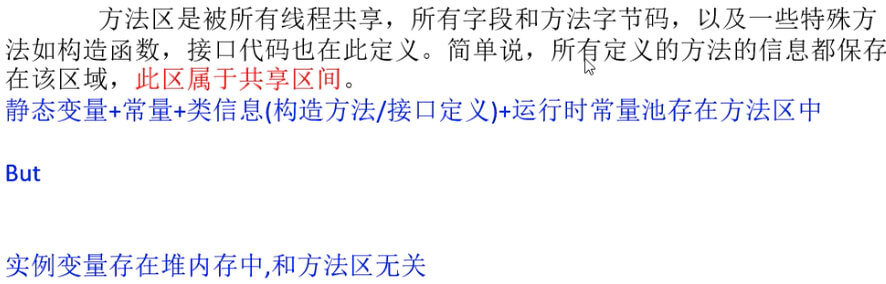 方法区是被所有线程共享，所有字段和方法字节码，以及一些特殊方
法如构造函数，接口代码也在此定义。简单说，所有定义的方法的信息都保存
在该区域，此区属于共享区间。
静态变量+常量+类信息(构造方法/接口定义)+运行时常量池存在方法区中
But
实例变量存在堆内存中,和方法区无关